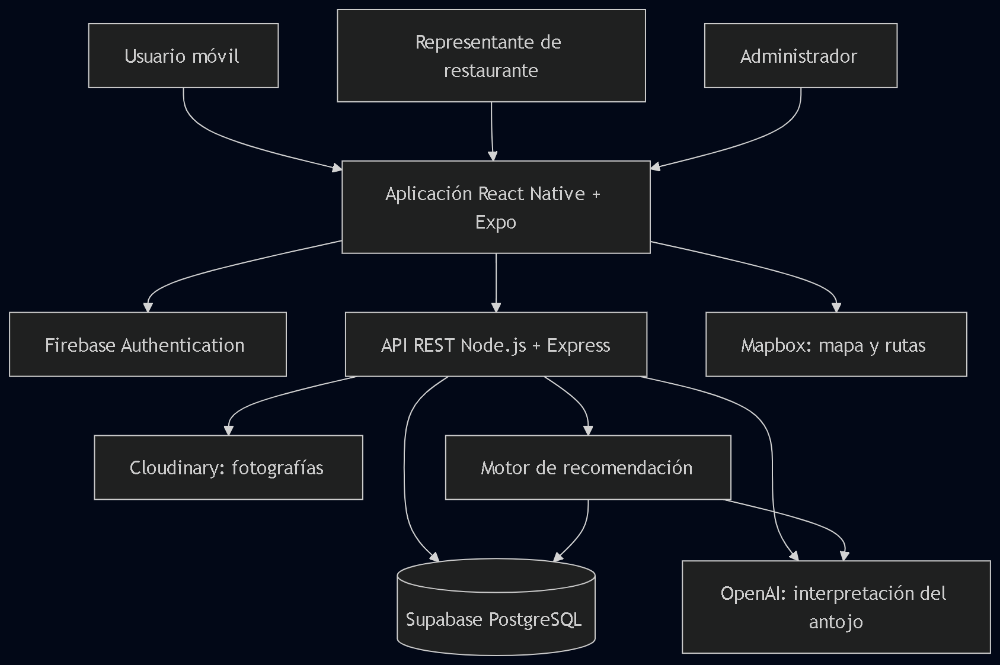 Usuario móvil
Representante de
restaurante
Administrador
Aplicación React Native +
Expo
Firebase Authentication
API REST Node.js + Express
Mapbox: mapa y rutas
Cloudinary: fotografías
Motor de recomendación
Supabase PostgreSQL
OpenAI: interpretación del
antojo